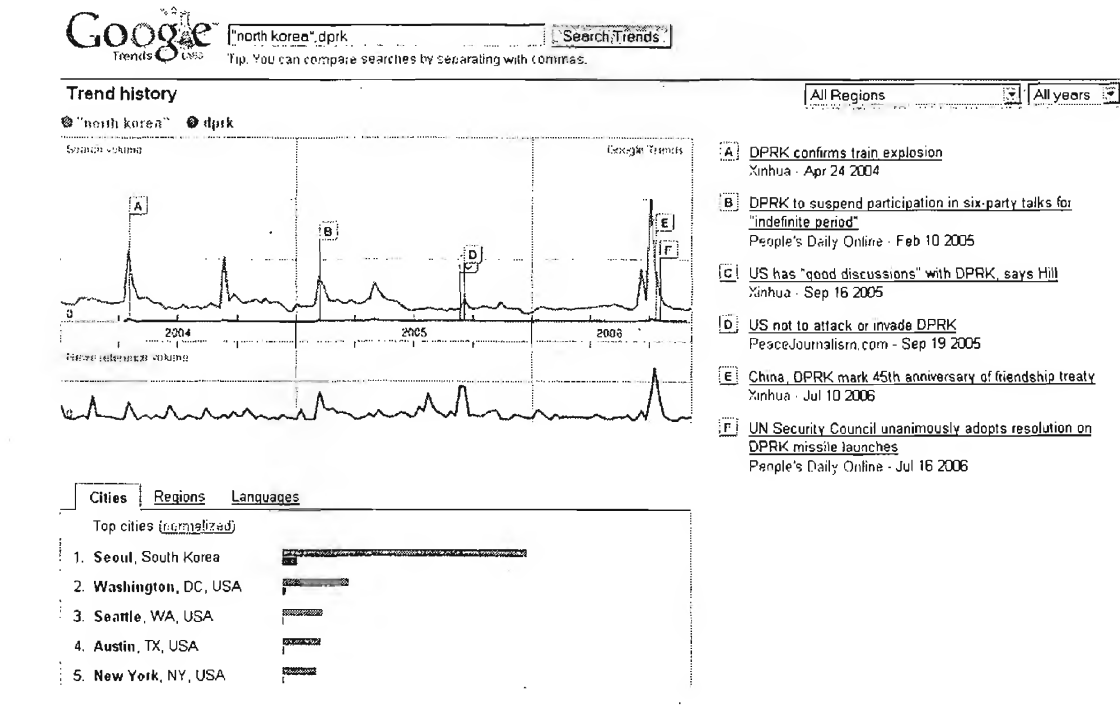 Google
Trends Labs
"north korea",dprk
Search Trends
Tip. You can compare searches by separating with commas.
Trend history
All Regions
All years
"north korea" dprk
Search volume
Google Trends
A
B
D
E
F
0
2004
2005
2006
News reference volume
0
A DPRK confirms train explosion
Xinhua - Apr 24 2004
B DPRK to suspend participation in six-party talks for
"indefinite period"
People's Daily Online - Feb 10 2005
C US has "good discussions" with DPRK, says Hill
Xinhua - Sep 16 2005
D US not to attack or invade DPRK
PeaceJournalism.com - Sep 19 2005
E China, DPRK mark 45th anniversary of friendship treaty
Xinhua - Jul 10 2006
F UN Security Council unanimously adopts resolution on
DPRK missile launches
People's Daily Online - Jul 16 2006
Cities Regions Languages
Top cities (normalized)
1. Seoul, South Korea
2. Washington, DC, USA
3. Seattle, WA, USA
4. Austin, TX, USA
5. New York, NY, USA